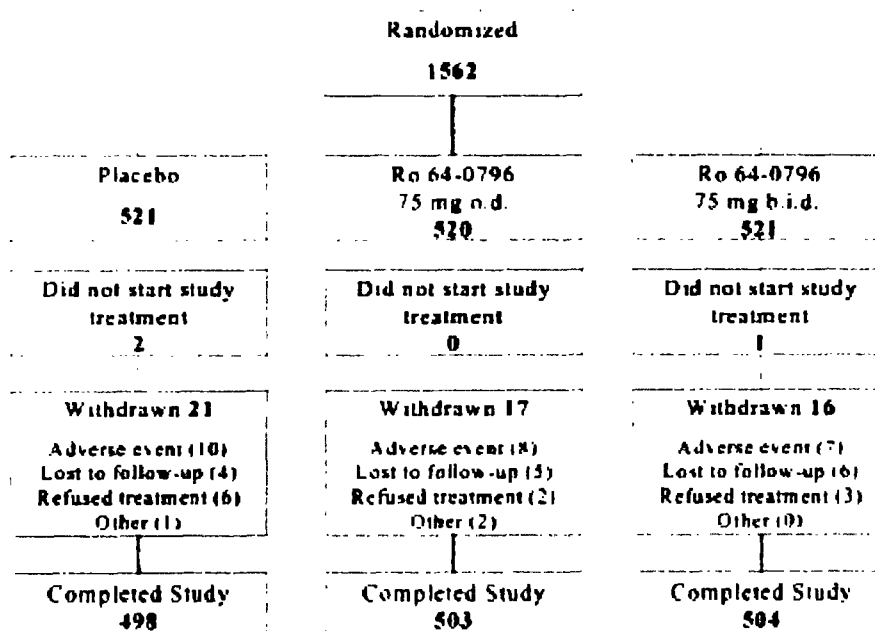 Randomized
1562
Placebo
521
Ro 64-0796
75 mg o.d.
520
Ro 64-0796
75 mg b.i.d.
521
Did not start study
treatment
2
Did not start study
treatment
0
Did not start study
treatment
1
Withdrawn 21
Adverse event (10)
Lost to follow-up (4)
Refused treatment (6)
Other (1)
Withdrawn 17
Adverse event (8)
Lost to follow-up (5)
Refused treatment (2)
Other (2)
Withdrawn 16
Adverse event (7)
Lost to follow-up (6)
Refused treatment (3)
Other (0)
Completed Study
498
Completed Study
503
Completed Study
504